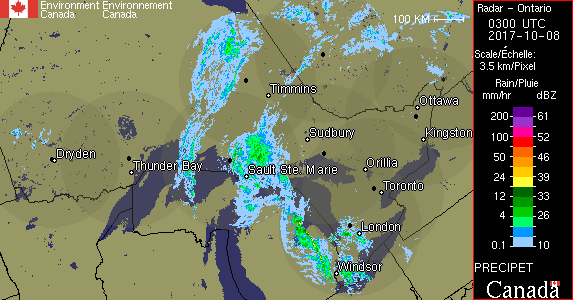 Environment Environnement
Canada Canada
100 KM
Timmins
Ottawa
Sudbury
Kingston
Dryden
Thunder Bay
Sault Ste. Marie
Orillia
Toronto
London
Windsor
Radar - Ontario
0300 UTC
2017-10-08
Scale/Échelle:
3.5 km/Pixel
Rain/Pluie
mm/hr dBZ
200 61
100 52
50 46
24 39
12 33
4 26
0.1 10
PRECIPET
Canada